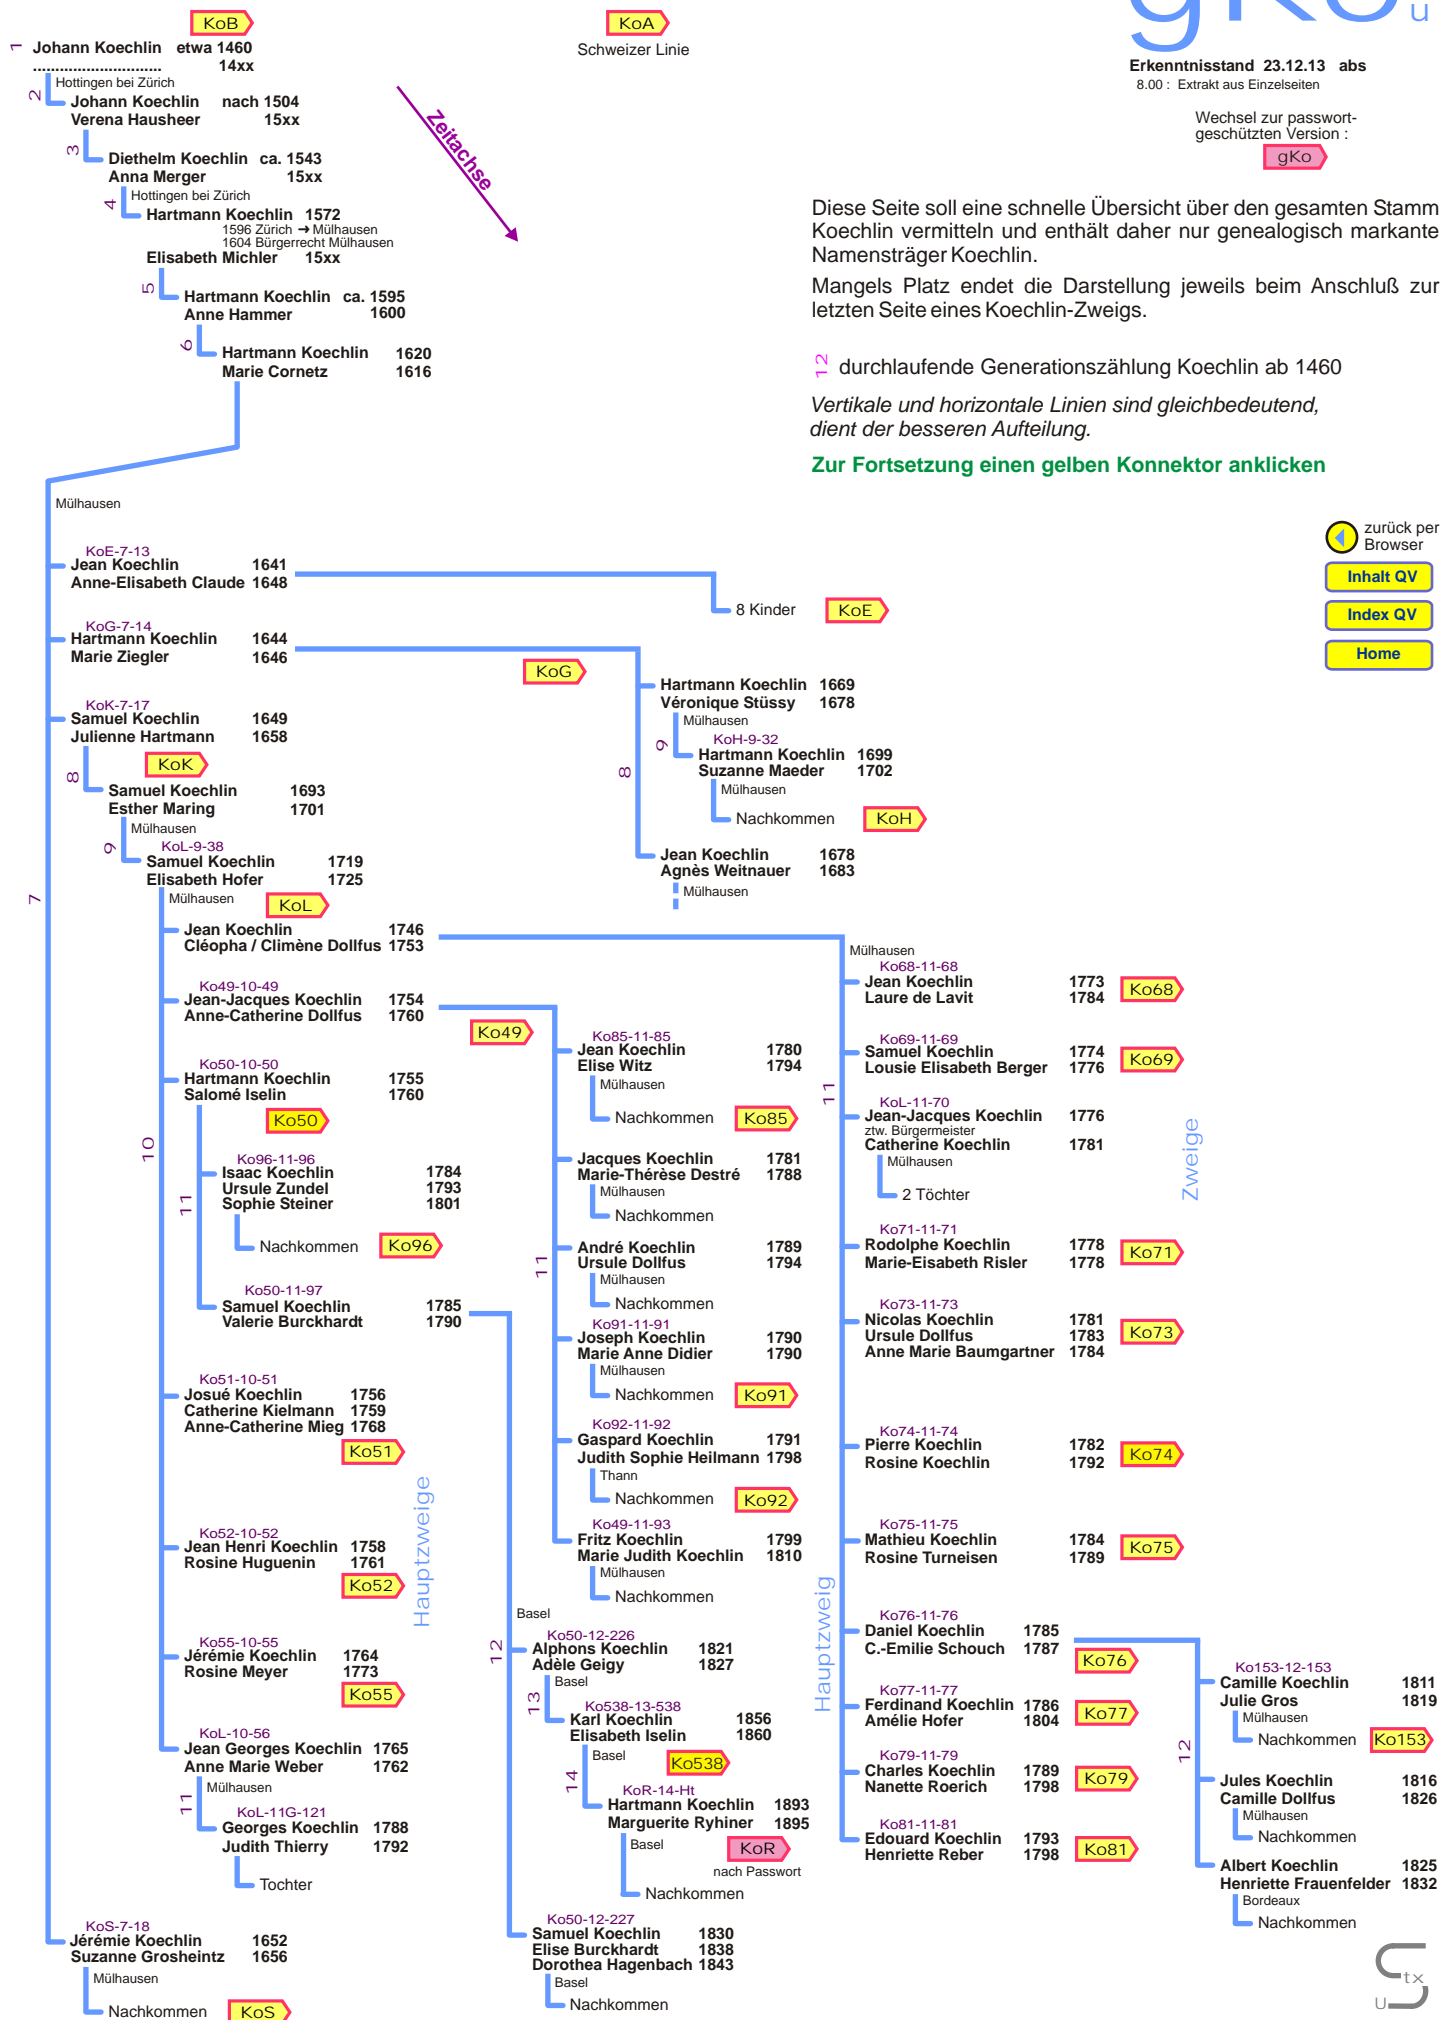 KoB
KoA
Schweizer Linie
gKo
u
Erkenntnisstand 23.12.13 abs
8.00 : Extrakt aus Einzelseiten
Wechsel zur passwort-
geschützten Version :
gKo
Diese Seite soll eine schnelle Übersicht über den gesamten Stamm
Koechlin vermitteln und enthält daher nur genealogisch markante
Namensträger Koechlin.
Mangels Platz endet die Darstellung jeweils beim Anschluß zur
letzten Seite eines Koechlin-Zweigs.
12 durchlaufende Generationszählung Koechlin ab 1460
Vertikale und horizontale Linien sind gleichbedeutend,
dient der besseren Aufteilung.
Zur Fortsetzung einen gelben Konnektor anklicken
zurück per
Browser
Inhalt QV
Index QV
Home
Zeitachse
1
Johann Koechlin etwa 1460
............................. 14xx
Hottingen bei Zürich
2
Johann Koechlin nach 1504
Verena Hausheer 15xx
3
Diethelm Koechlin ca. 1543
Anna Merger 15xx
Hottingen bei Zürich
4
Hartmann Koechlin 1572
1596 Zürich ➔ Mülhausen
1604 Bürgerrecht Mülhausen
Elisabeth Michler 15xx
5
Hartmann Koechlin ca. 1595
Anne Hammer 1600
6
Hartmann Koechlin 1620
Marie Cornetz 1616
Mülhausen
7
KoE-7-13
Jean Koechlin 1641
Anne-Elisabeth Claude 1648
8 Kinder KoE
KoG-7-14
Hartmann Koechlin 1644
Marie Ziegler 1646
KoG
8
Hartmann Koechlin 1669
Véronique Stüssy 1678
Mülhausen
9
KoH-9-32
Hartmann Koechlin 1699
Suzanne Maeder 1702
Mülhausen
Nachkommen KoH
Jean Koechlin 1678
Agnès Weitnauer 1683
Mülhausen
KoK-7-17
Samuel Koechlin 1649
Julienne Hartmann 1658
KoK
8
Samuel Koechlin 1693
Esther Maring 1701
Mülhausen
9
KoL-9-38
Samuel Koechlin 1719
Elisabeth Hofer 1725
Mülhausen
KoL
10
Jean Koechlin 1746
Cléopha / Climène Dollfus 1753
Ko49-10-49
Jean-Jacques Koechlin 1754
Anne-Catherine Dollfus 1760
Ko49
Ko50-10-50
Hartmann Koechlin 1755
Salomé Iselin 1760
Ko50
11
Ko96-11-96
Isaac Koechlin 1784
Ursule Zundel 1793
Sophie Steiner 1801
Nachkommen Ko96
Ko50-11-97
Samuel Koechlin 1785
Valerie Burckhardt 1790
Ko51-10-51
Josué Koechlin 1756
Catherine Kielmann 1759
Anne-Catherine Mieg 1768
Ko51
Hauptzweige
Ko52-10-52
Jean Henri Koechlin 1758
Rosine Huguenin 1761
Ko52
Ko55-10-55
Jérémie Koechlin 1764
Rosine Meyer 1773
Ko55
KoL-10-56
Jean Georges Koechlin 1765
Anne Marie Weber 1762
Mülhausen
11
KoL-11G-121
Georges Koechlin 1788
Judith Thierry 1792
Tochter
KoS-7-18
Jérémie Koechlin 1652
Suzanne Grosheintz 1656
Mülhausen
Nachkommen KoS
11
Ko85-11-85
Jean Koechlin 1780
Elise Witz 1794
Mülhausen
Nachkommen Ko85
Jacques Koechlin 1781
Marie-Thérèse Destré 1788
Mülhausen
Nachkommen
André Koechlin 1789
Ursule Dollfus 1794
Mülhausen
Nachkommen
Ko91-11-91
Joseph Koechlin 1790
Marie Anne Didier 1790
Mülhausen
Nachkommen Ko91
Ko92-11-92
Gaspard Koechlin 1791
Judith Sophie Heilmann 1798
Thann
Nachkommen Ko92
Ko49-11-93
Fritz Koechlin 1799
Marie Judith Koechlin 1810
Mülhausen
Nachkommen
Basel
12
Ko50-12-226
Alphons Koechlin 1821
Adèle Geigy 1827
Basel
13
Ko538-13-538
Karl Koechlin 1856
Elisabeth Iselin 1860
Basel
Ko538
14
KoR-14-Ht
Hartmann Koechlin 1893
Marguerite Ryhiner 1895
Basel
KoR
nach Passwort
Nachkommen
Ko50-12-227
Samuel Koechlin 1830
Elise Burckhardt 1838
Dorothea Hagenbach 1843
Basel
Nachkommen
Mülhausen
11
Hauptzweig
Zweige
Ko68-11-68
Jean Koechlin 1773
Laure de Lavit 1784
Ko68
Ko69-11-69
Samuel Koechlin 1774
Lousie Elisabeth Berger 1776
Ko69
KoL-11-70
Jean-Jacques Koechlin 1776
ztw. Bürgermeister
Catherine Koechlin 1781
Mülhausen
2 Töchter
Ko71-11-71
Rodolphe Koechlin 1778
Marie-Eisabeth Risler 1778
Ko71
Ko73-11-73
Nicolas Koechlin 1781
Ursule Dollfus 1783
Anne Marie Baumgartner 1784
Ko73
Ko74-11-74
Pierre Koechlin 1782
Rosine Koechlin 1792
Ko74
Ko75-11-75
Mathieu Koechlin 1784
Rosine Turneisen 1789
Ko75
Ko76-11-76
Daniel Koechlin 1785
C.-Emilie Schouch 1787
Ko76
Ko77-11-77
Ferdinand Koechlin 1786
Amélie Hofer 1804
Ko77
Ko79-11-79
Charles Koechlin 1789
Nanette Roerich 1798
Ko79
Ko81-11-81
Edouard Koechlin 1793
Henriette Reber 1798
Ko81
12
Ko153-12-153
Camille Koechlin 1811
Julie Gros 1819
Mülhausen
Nachkommen Ko153
Jules Koechlin 1816
Camille Dollfus 1826
Mülhausen
Nachkommen
Albert Koechlin 1825
Henriette Frauenfelder 1832
Bordeaux
Nachkommen
tx
U